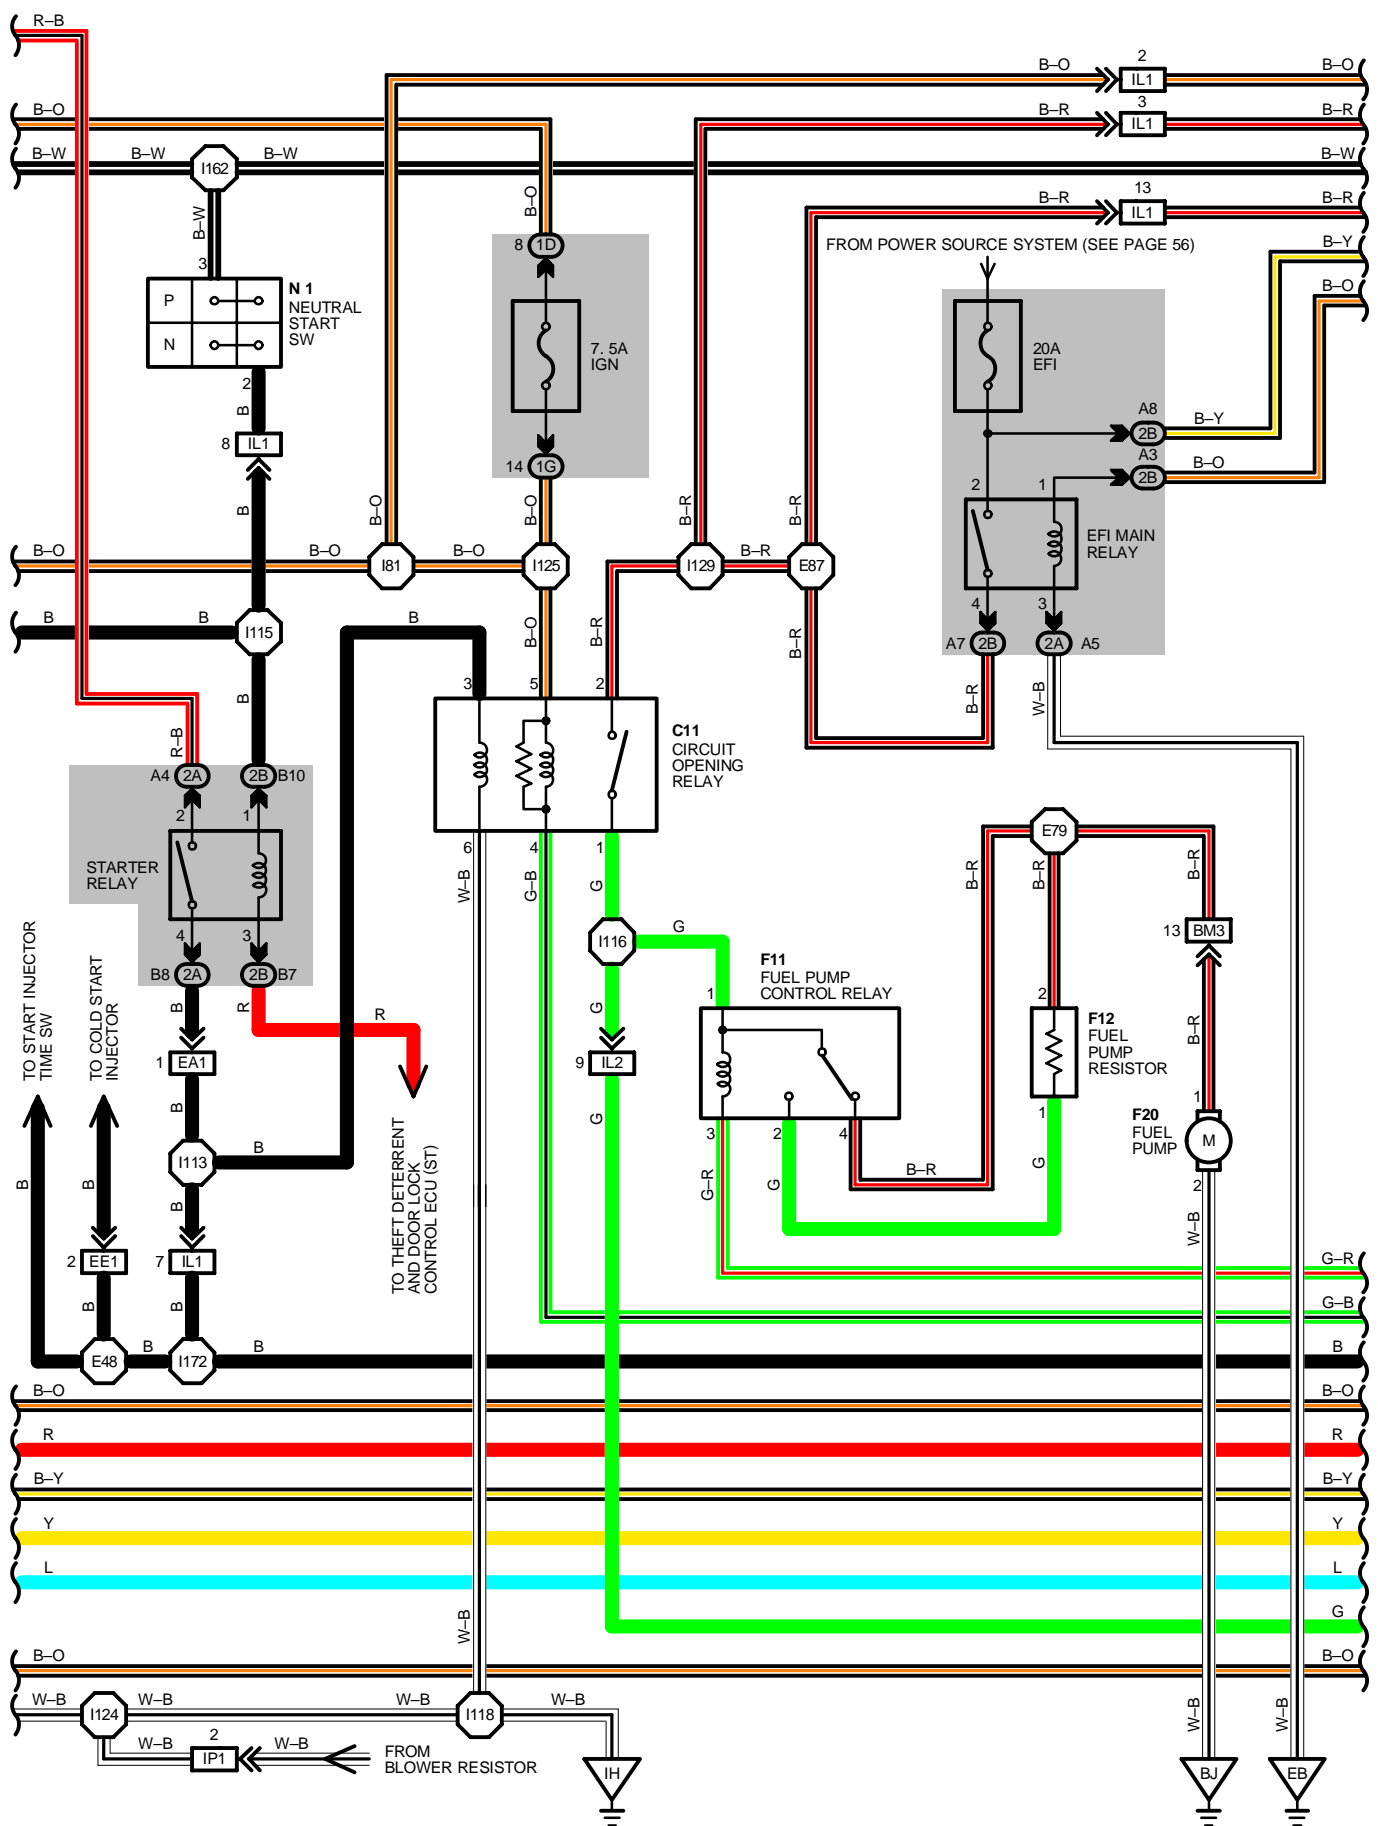 R–B
B–O
2
IL1
B–O
B–O
B–R
3
IL1
B–R
B–W
B–W
I162
B–W
B–W
B–R
13
IL1
B–R
B–W
B–O
FROM POWER SOURCE SYSTEM (SEE PAGE 56)
B–Y
8
1D
3
N 1
NEUTRAL
START
SW
P
N
B–O
7. 5A
IGN
20A
EFI
2
B
A8
2B
B–Y
8
IL1
A3
2B
B–O
14
1G
2
1
B
B–O
B–O
B–R
B–R
EFI MAIN
RELAY
B–O
B–O
I81
B–O
I125
I129
B–R
E87
4
3
B
I115
B
B–O
B–R
B–R
A7
2B
2A
A5
B
3
5
2
B–R
W–B
R–B
C11
CIRCUIT
OPENING
RELAY
A4
2A
2B
B10
2
1
STARTER
RELAY
6
4
1
E79
W–B
G–B
G
B–R
B–R
B–R
4
3
I116
G
13
BM3
B8
2A
2B
B7
F11
FUEL PUMP
CONTROL RELAY
TO START INJECTOR
TIME SW
TO COLD START
INJECTOR
B
R
R
G
1
2
F12
FUEL
PUMP
RESISTOR
B–R
1
EA1
9
IL2
B
G
1
1
F20
FUEL
PUMP
M
3
2
4
I113
B
TO THEFT DETERRENT
AND DOOR LOCK
CONTROL ECU (ST)
G–R
G
B–R
G
2
B
B
B
W–B
2
EE1
7
IL1
G–R
B
B
G–B
E48
B
I172
B
B
B–O
B–O
R
R
B–Y
B–Y
Y
Y
L
L
W–B
G
B–O
B–O
W–B
I124
W–B
W–B
I118
W–B
W–B
W–B
W–B
2
IP1
W–B
FROM
BLOWER RESISTOR
IH
BJ
EB